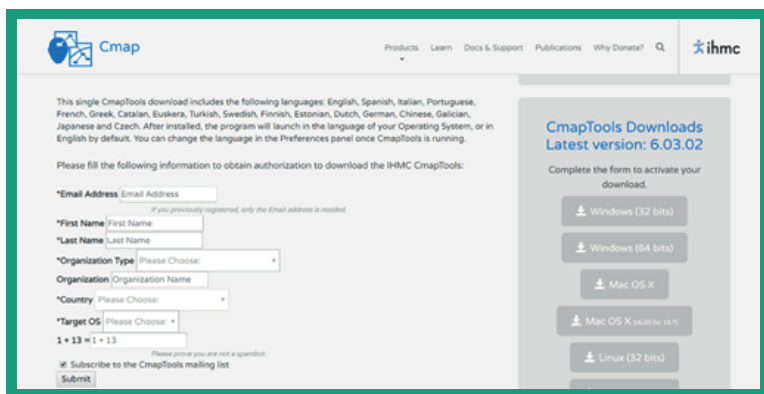 Cmap
Products Learn Docs & Support Publications Why Donate?
ihmc
This single CmapTools download includes the following languages: English, Spanish, Italian, Portuguese,
French, Greek, Catalan, Euskera, Turkish, Swedish, Finnish, Estonian, Dutch, German, Chinese, Galician,
Japanese and Czech. After installed, the program will launch in the language of your Operating System, or in
English by default. You can change the language in the Preferences panel once CmapTools is running.
Please fill the following information to obtain authorization to download the IHMC CmapTools:
*Email Address Email Address
If you previously registered, only the Email address is needed.
*First Name First Name
*Last Name Last Name
*Organization Type Please Choose:
Organization Organization Name
*Country Please Choose:
*Target OS Please Choose:
1 + 13 = 1 + 13
Please prove you are not a spambot.
Subscribe to the CmapTools mailing list
Submit
CmapTools Downloads
Latest version: 6.03.02
Complete the form to activate your
download.
Windows (32 bits)
Windows (64 bits)
Mac OS X
Mac OS X (v6.00 for 10.7)
Linux (32 bits)